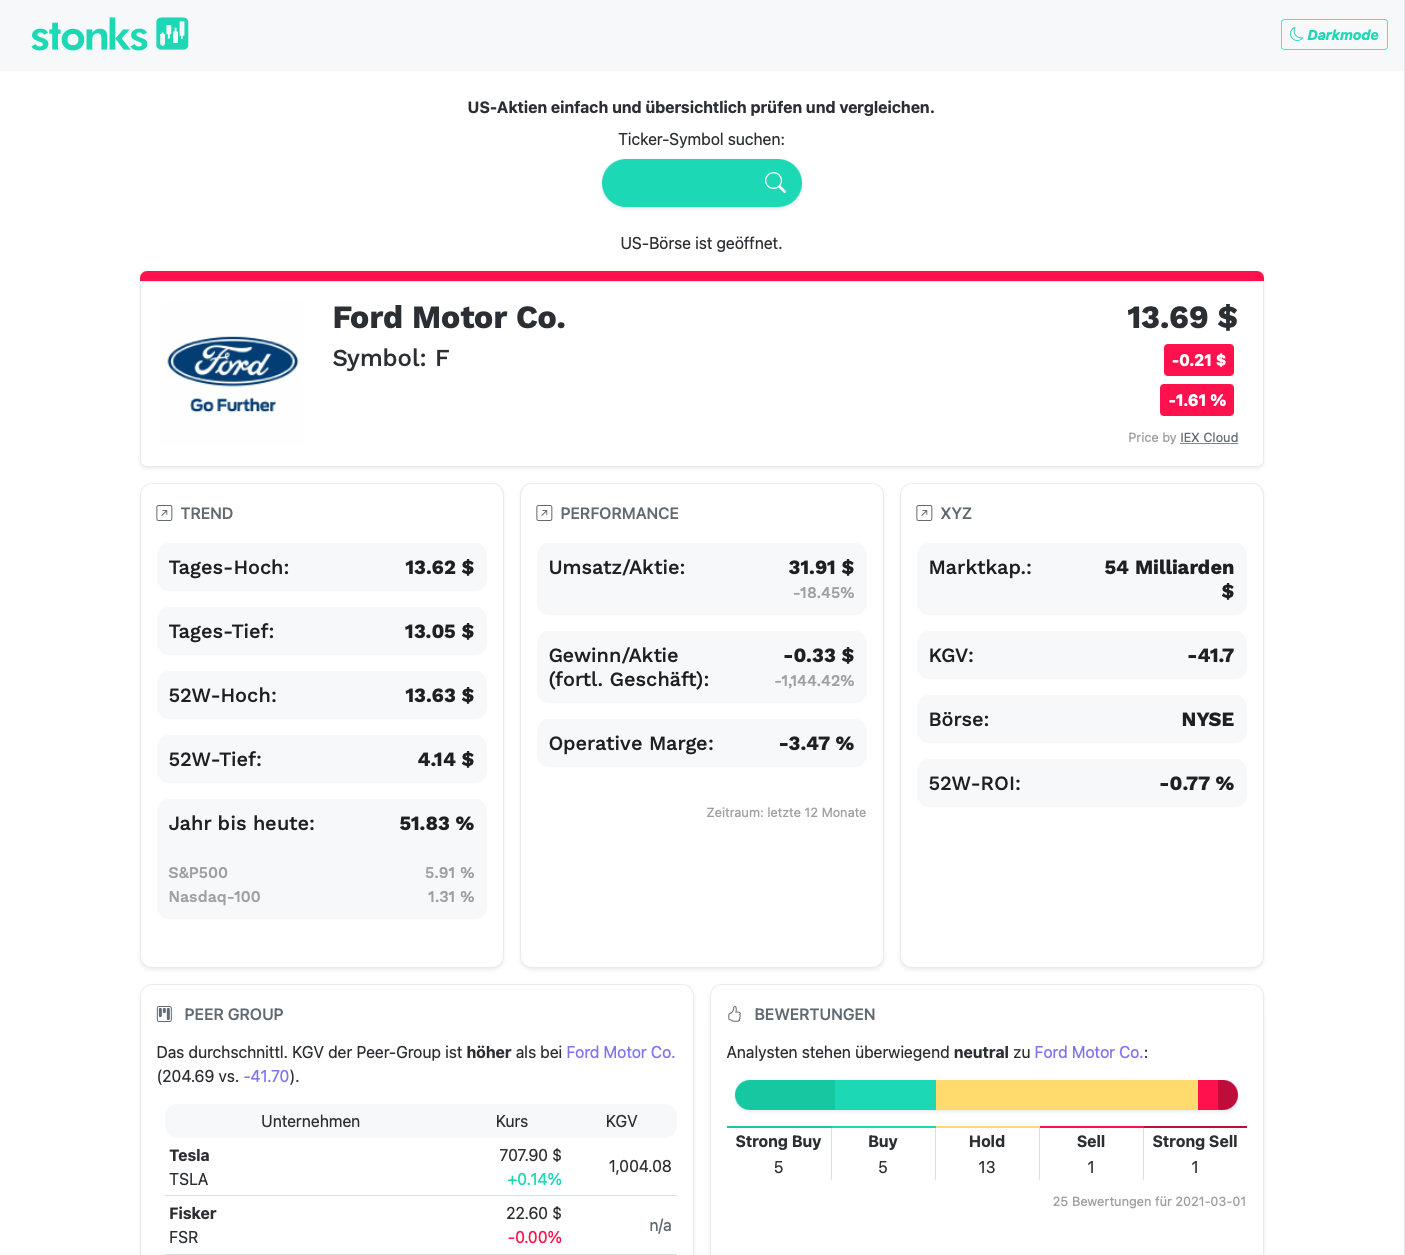 stonks
Darkmode
US-Aktien einfach und übersichtlich prüfen und vergleichen.
Ticker-Symbol suchen:
US-Börse ist geöffnet.
Ford
Go Further
Ford Motor Co.
Symbol: F
13.69 $
-0.21 $
-1.61 %
Price by IEX Cloud
TREND
Tages-Hoch: 13.62 $
Tages-Tief: 13.05 $
52W-Hoch: 13.63 $
52W-Tief: 4.14 $
Jahr bis heute: 51.83 %
S&P500 5.91 %
Nasdaq-100 1.31 %
PERFORMANCE
Umsatz/Aktie: 31.91 $
-18.45%
Gewinn/Aktie -0.33 $
(fortl. Geschäft): -1,144.42%
Operative Marge: -3.47 %
Zeitraum: letzte 12 Monate
XYZ
Marktkap.: 54 Milliarden
$
KGV: -41.7
Börse: NYSE
52W-ROI: -0.77 %
PEER GROUP
Das durchschnittl. KGV der Peer-Group ist höher als bei Ford Motor Co.
(204.69 vs. -41.70).
Unternehmen Kurs KGV
Tesla 707.90 $ 1,004.08
TSLA +0.14%
Fisker 22.60 $ n/a
FSR -0.00%
BEWERTUNGEN
Analysten stehen überwiegend neutral zu Ford Motor Co.:
Strong Buy Buy Hold Sell Strong Sell
5 5 13 1 1
25 Bewertungen für 2021-03-01